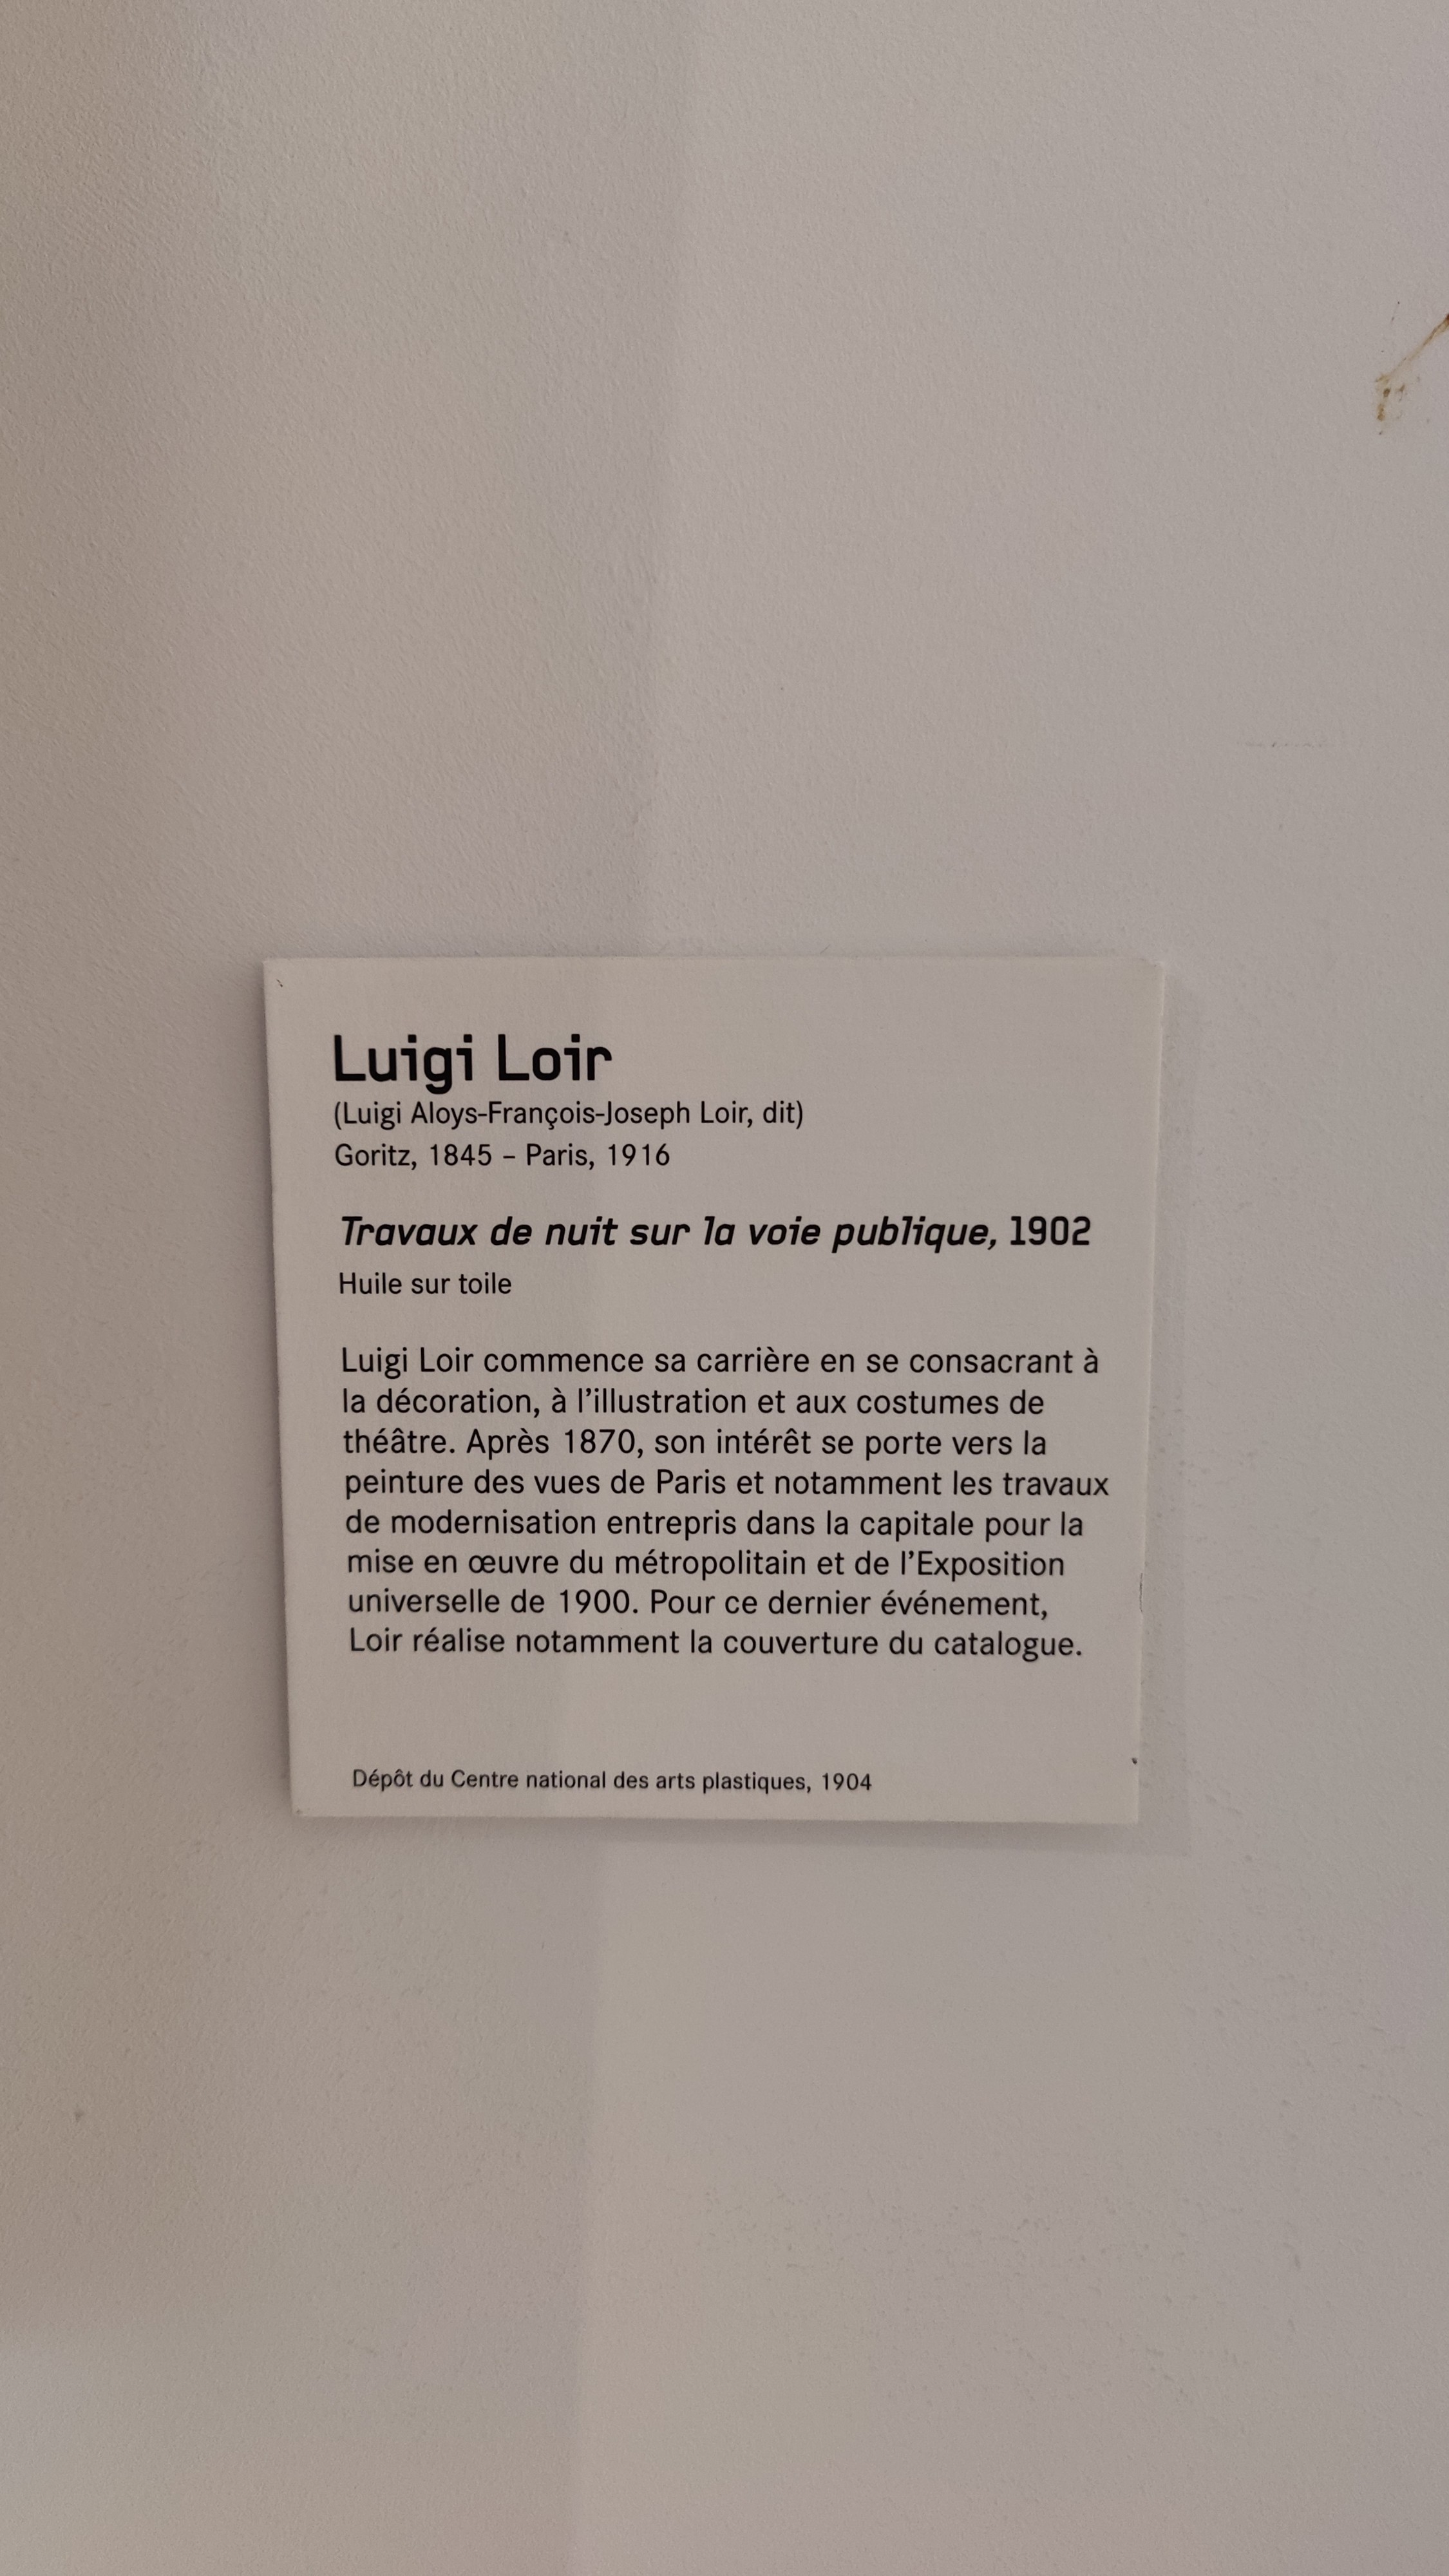 Luigi Loir
(Luigi Aloys-François-Joseph Loir, dit)
Goritz, 1845 – Paris, 1916
Travaux de nuit sur la voie publique, 1902
Huile sur toile
Luigi Loir commence sa carrière en se consacrant à
la décoration, à l’illustration et aux costumes de
théâtre. Après 1870, son intérêt se porte vers la
peinture des vues de Paris et notamment les travaux
de modernisation entrepris dans la capitale pour la
mise en œuvre du métropolitain et de l’Exposition
universelle de 1900. Pour ce dernier événement,
Loir réalise notamment la couverture du catalogue.
Dépôt du Centre national des arts plastiques, 1904